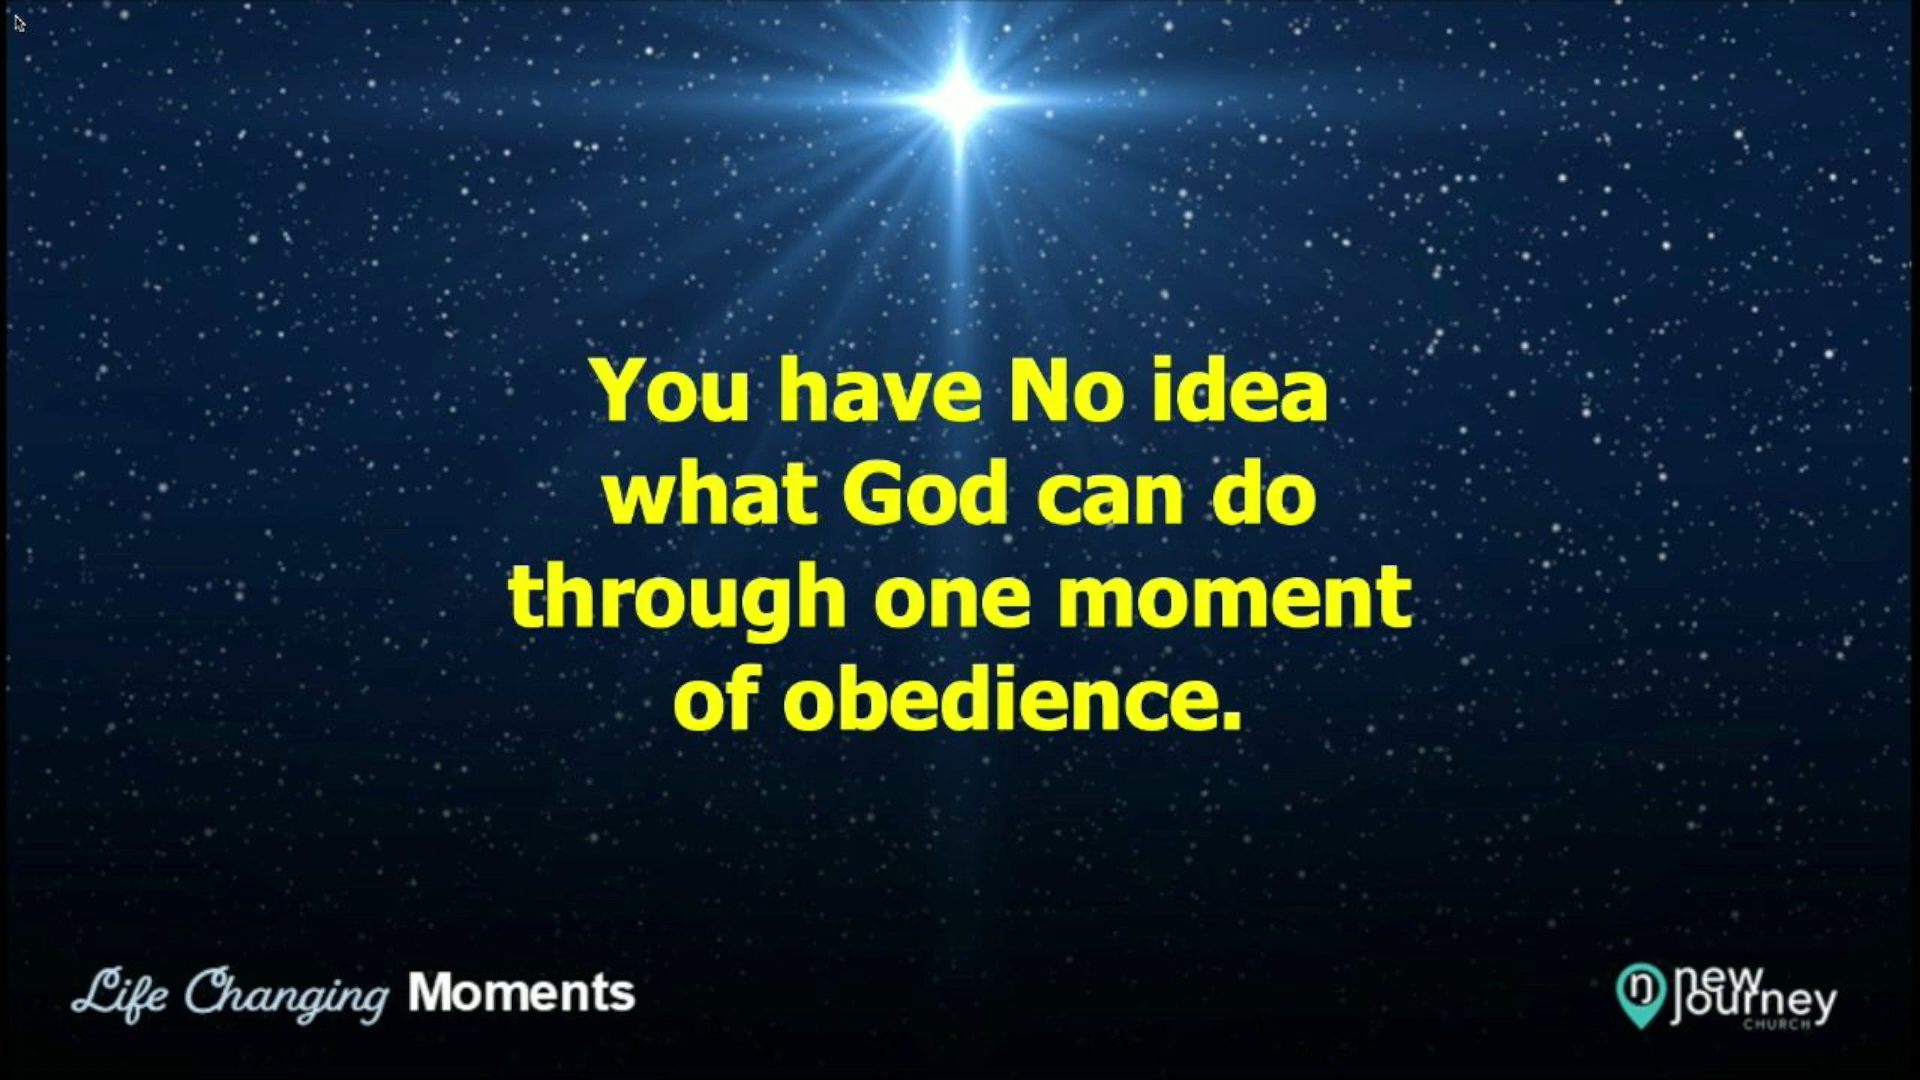 You have No idea
what God can do
through one moment
of obedience.
Life Changing Moments
n new
Journey
CHURCH